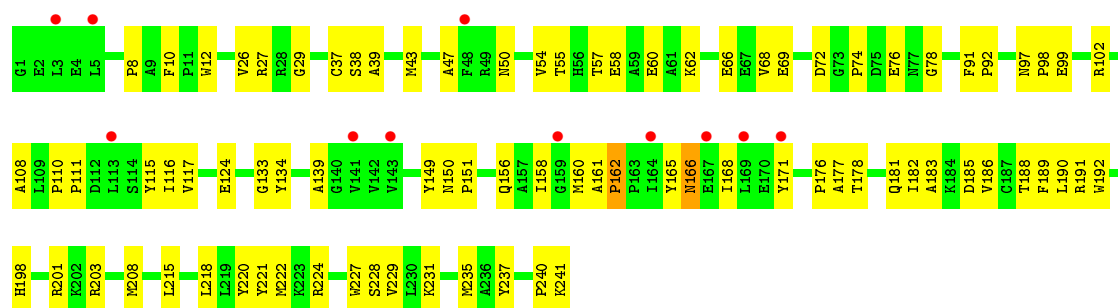 G1 E2 L3 E4 L5 P8 A9 F10 P11 W12 V26 R27 R28 G29 C37 S38 A39 M43 A47 F48 R49 N50 V54 T55 H56 T57 E58 A59 E60 A61 K62 E66 E67 V68 E69 D72 G73 P74 D75 E76 N77 G78 F91 P92 N97 P98 E99 R102
A108 L109 P110 P111 D112 L113 S114 Y115 I116 V117 E124 G133 Y134 A139 G140 V141 V142 V143 Y149 N150 P151 Q156 A157 I158 G159 M160 A161 P162 P163 I164 Y165 N166 E167 I168 L169 E170 Y171 P176 A177 T178 Q181 I182 A183 K184 D185 V186 C187 T188 F189 L190 R191 W192
H198 R201 K202 R203 M208 L215 L218 L219 Y220 Y221 M222 K223 R224 W227 S228 V229 L230 K231 M235 A236 Y237 P240 K241